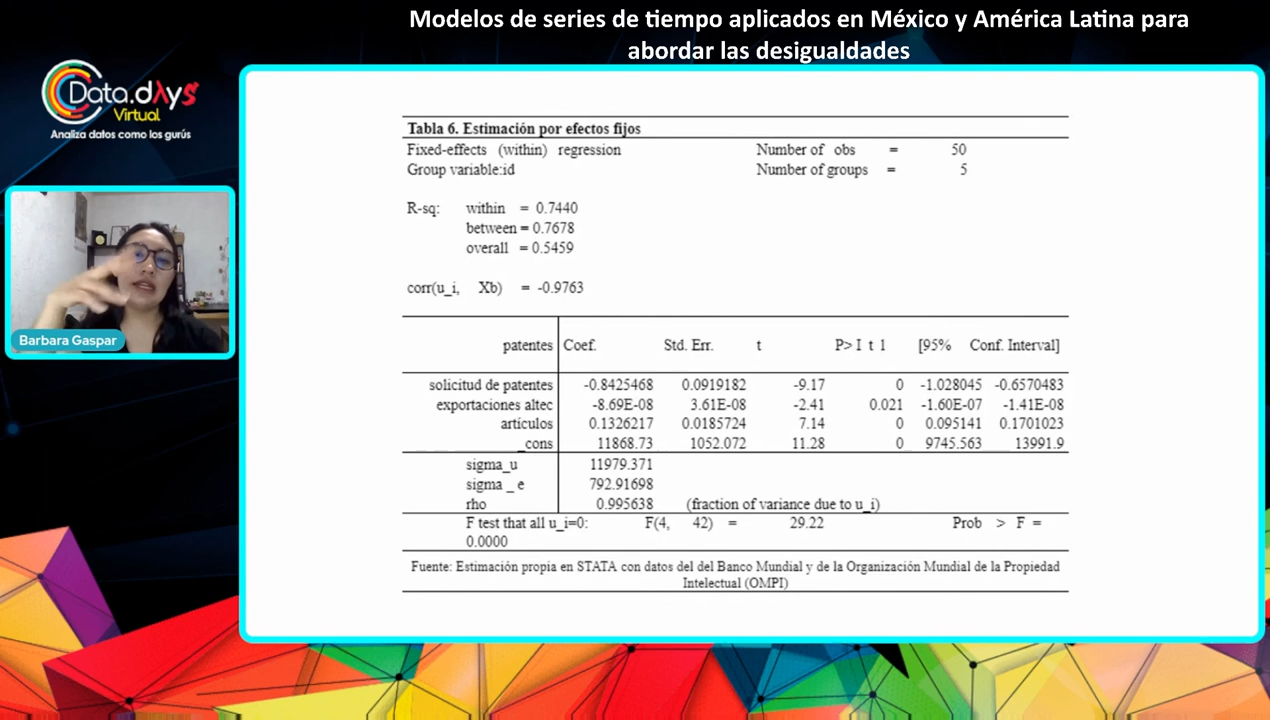 Modelos de series de tiempo aplicados en México y América Latina para
abordar las desigualdades
Data.dAys
Virtual
Analiza datos como los gurús
Barbara Gaspar
Tabla 6. Estimación por efectos fijos
Fixed-effects (within) regression Number of obs = 50
Group variable:id Number of groups = 5
R-sq: within = 0.7440
between = 0.7678
overall = 0.5459
corr(u_i, Xb) = -0.9763
patentes Coef. Std. Err. t P> I t 1 [95% Conf. Interval]
solicitud de patentes -0.8425468 0.0919182 -9.17 0 -1.028045 -0.6570483
exportaciones altec -8.69E-08 3.61E-08 -2.41 0.021 -1.60E-07 -1.41E-08
artículos 0.1326217 0.0185724 7.14 0 0.095141 0.1701023
_cons 11868.73 1052.072 11.28 0 9745.563 13991.9
sigma_u 11979.371
sigma _ e 792.91698
rho 0.995638 (fraction of variance due to u_i)
F test that all u_i=0: F(4, 42) = 29.22 Prob > F =
0.0000
Fuente: Estimación propia en STATA con datos del del Banco Mundial y de la Organización Mundial de la Propiedad
Intelectual (OMPI)